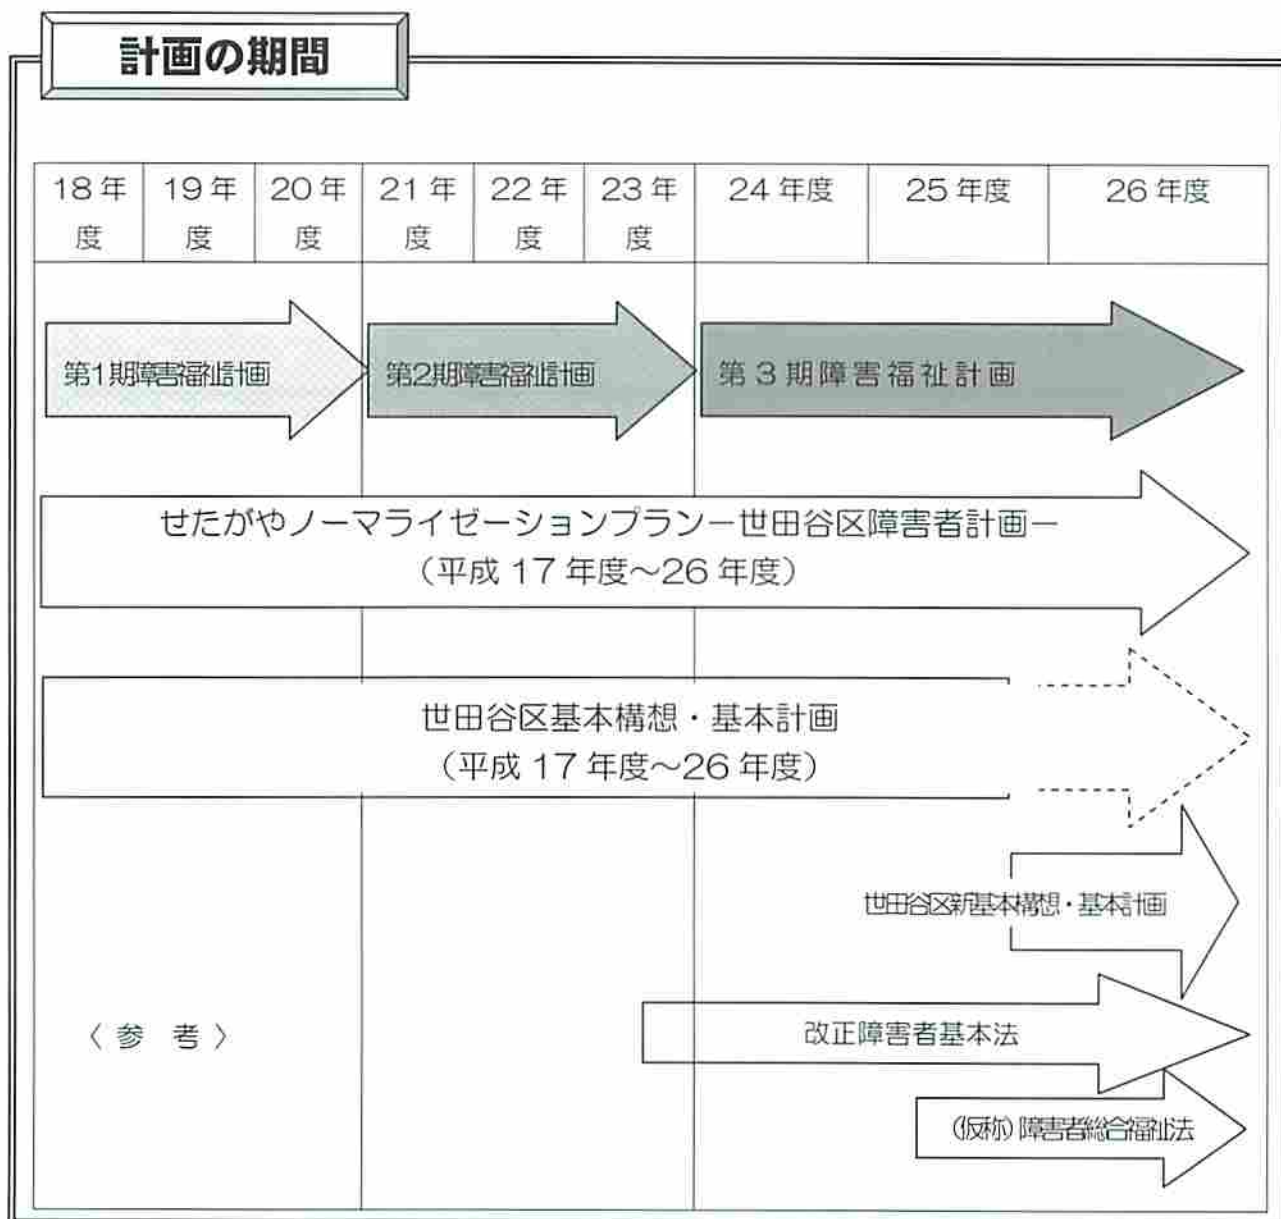 計画の期間
18年度 19年度 20年度 21年度 22年度 23年度 24年度 25年度 26年度
第1期障害福祉計画 第2期障害福祉計画 第3期障害福祉計画
せたがやノーマライゼーションプラン－世田谷区障害者計画－
（平成17年度～26年度）
世田谷区基本構想・基本計画
（平成17年度～26年度）
世田谷区新基本構想・基本計画
〈参 考〉 改正障害者基本法
(仮称)障害者総合福祉法